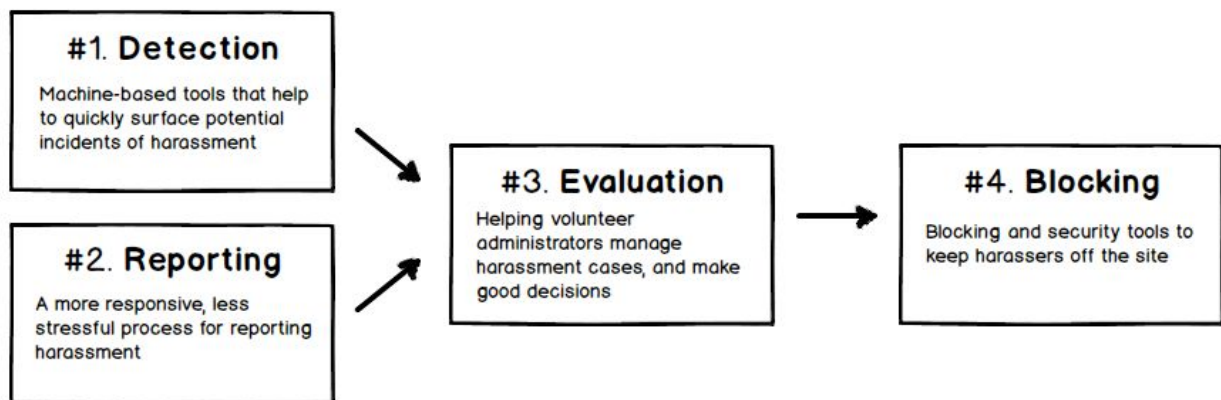 #1. Detection
Machine-based tools that help
to quickly surface potential
incidents of harassment
#2. Reporting
A more responsive, less
stressful process for reporting
harassment
#3. Evaluation
Helping volunteer
administrators manage
harassment cases, and make
good decisions
#4. Blocking
Blocking and security tools to
keep harassers off the site